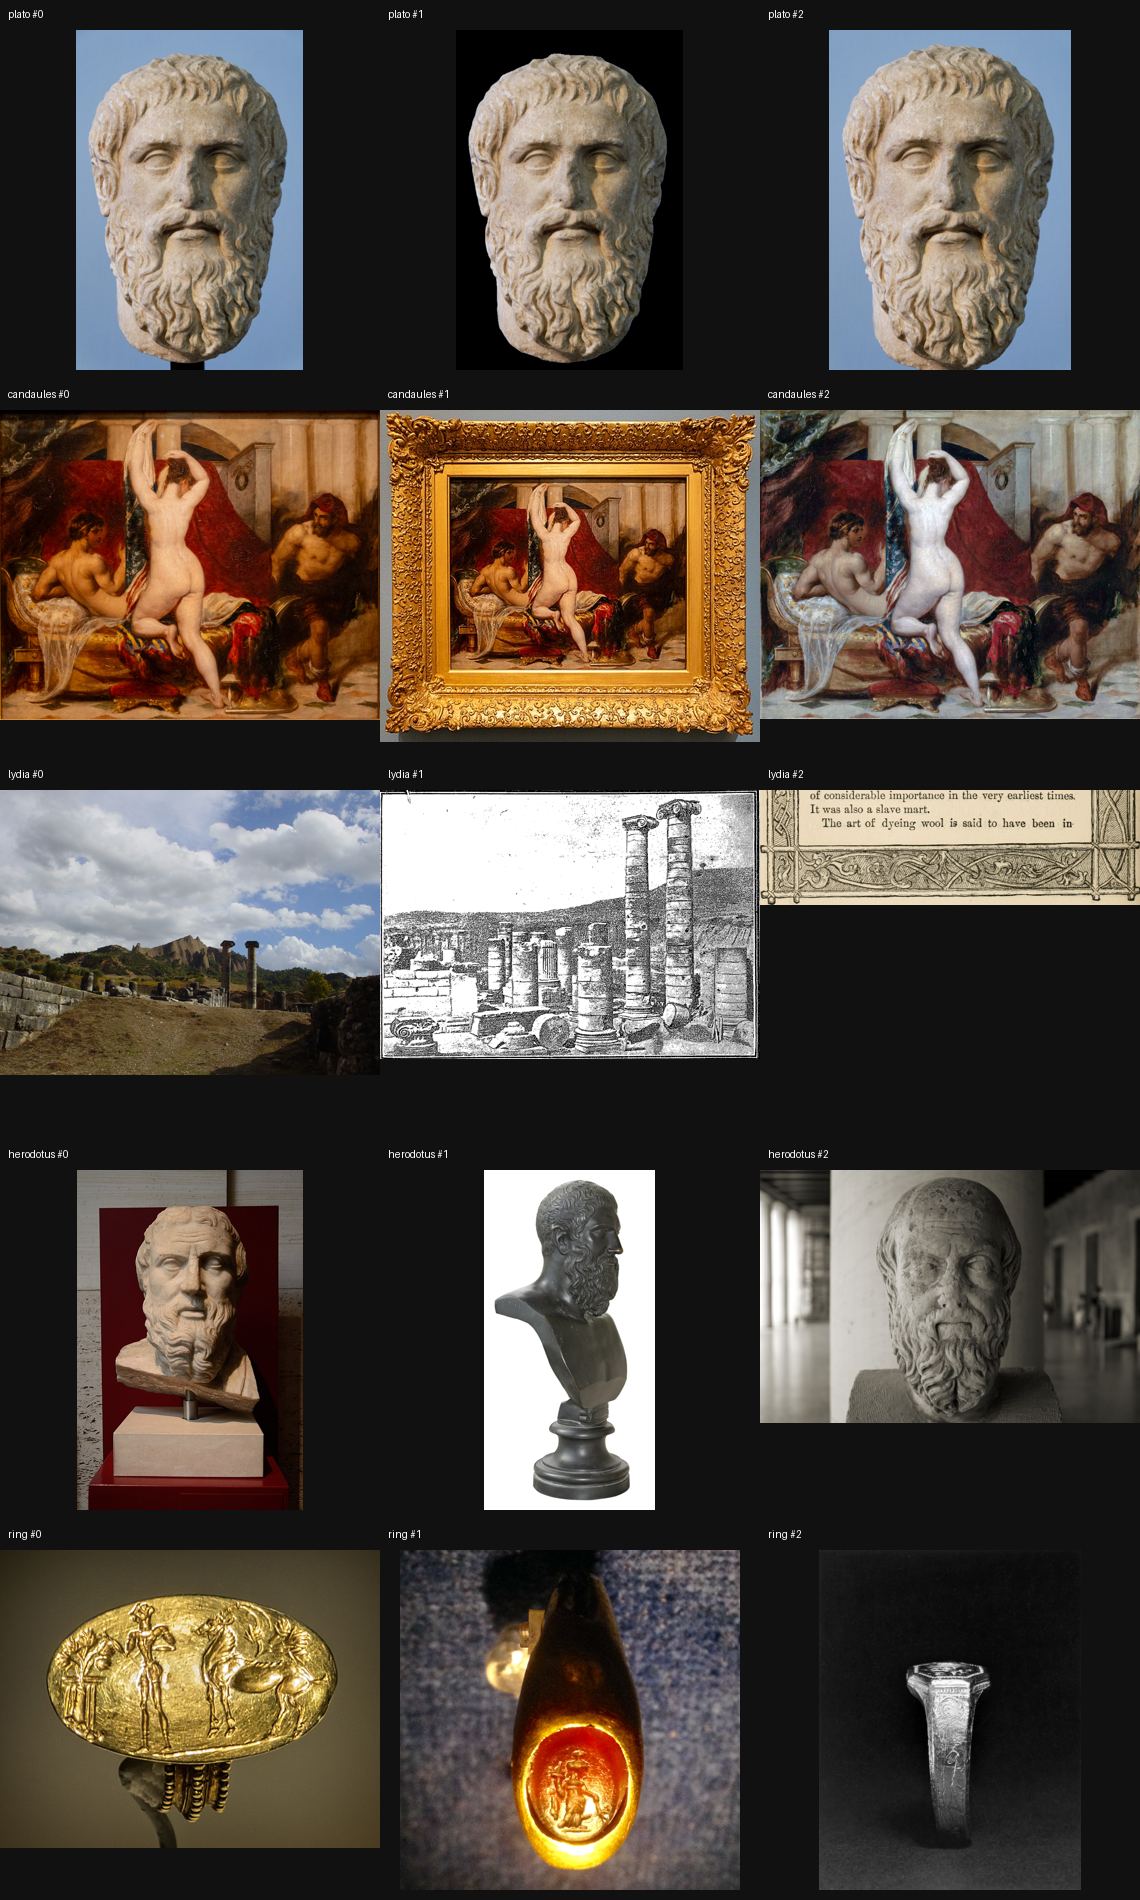 plato #0
plato #1
plato #2
candaules #0
candaules #1
candaules #2
lydia #0
lydia #1
lydia #2
of considerable importance in the very earliest times.
It was also a slave mart.
The art of dyeing wool is said to have been in
herodotus #0
herodotus #1
herodotus #2
ring #0
ring #1
ring #2